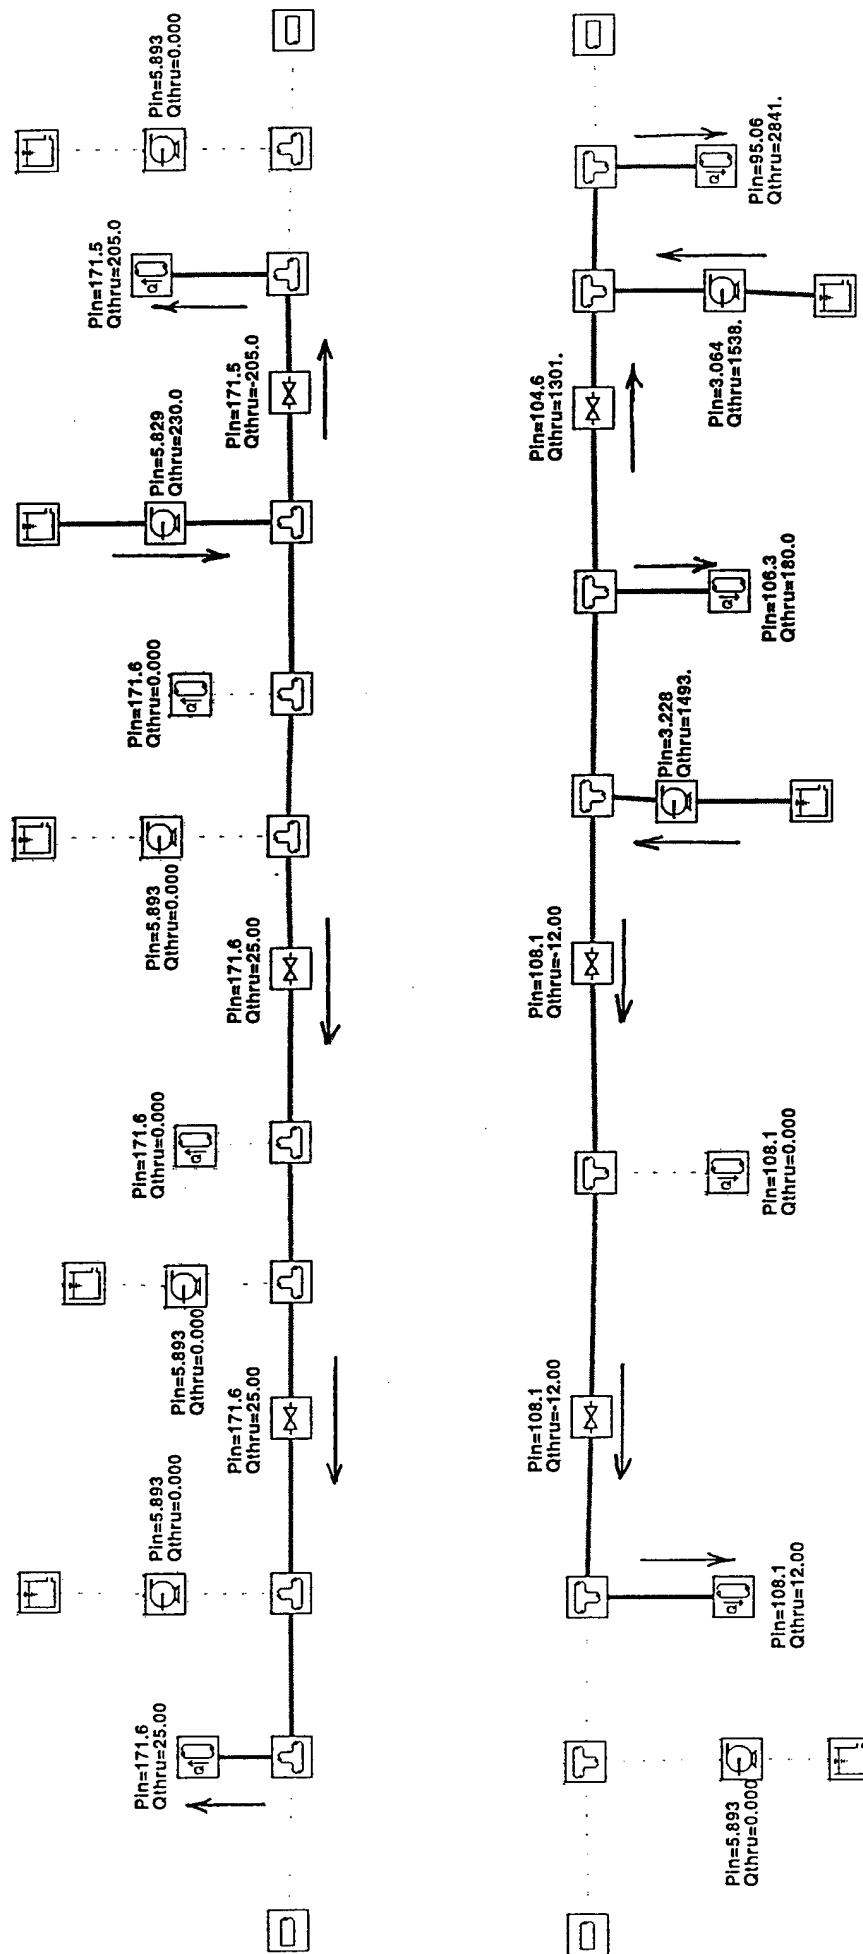 Pin=171.6
Qthru=25.00
Pin=5.893
Qthru=0.000
Pin=171.6
Qthru=25.00
Pin=5.893
Qthru=0.000
Pin=171.6
Qthru=0.000
Pin=171.6
Qthru=25.00
Pin=5.893
Qthru=0.000
Pin=171.6
Qthru=0.000
Pin=5.829
Qthru=230.0
Pin=171.5
Qthru=-205.0
Pin=171.5
Qthru=205.0
Pin=5.893
Qthru=0.000
Pin=5.893
Qthru=0.000
Pin=108.1
Qthru=12.00
Pin=108.1
Qthru=-12.00
Pin=108.1
Qthru=0.000
Pin=108.1
Qthru=-12.00
Pin=3.228
Qthru=1493.
Pin=106.3
Qthru=180.0
Pin=104.6
Qthru=1301.
Pin=3.064
Qthru=1538.
Pin=95.06
Qthru=2841.